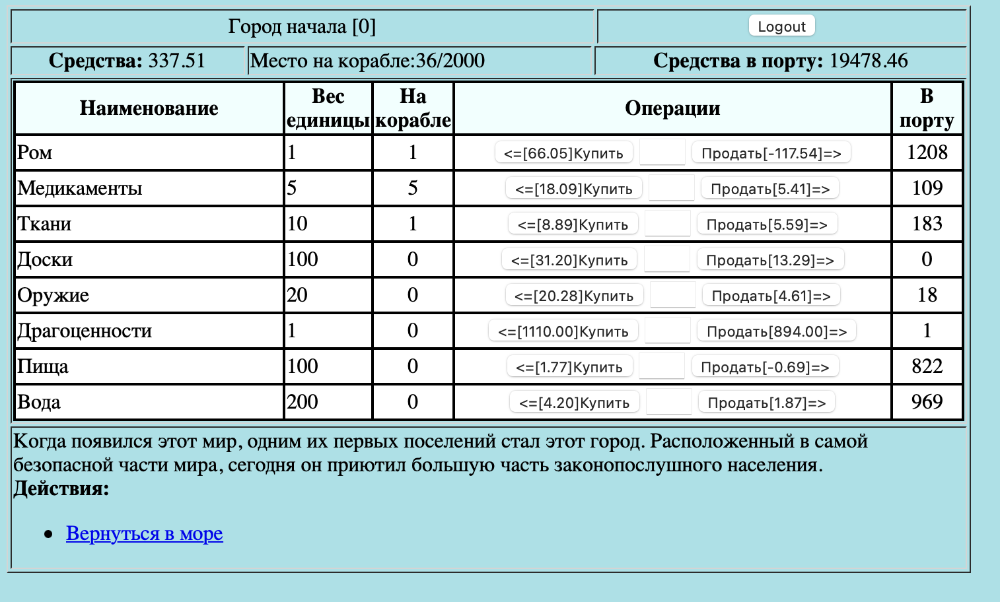 Город начала [0] Logout
Средства: 337.51 Место на корабле:36/2000 Средства в порту: 19478.46
Наименование Вес единицы На корабле Операции В порту
Ром 1 1 <=[66.05]Купить Продать[-117.54]=> 1208
Медикаменты 5 5 <=[18.09]Купить Продать[5.41]=> 109
Ткани 10 1 <=[8.89]Купить Продать[5.59]=> 183
Доски 100 0 <=[31.20]Купить Продать[13.29]=> 0
Оружие 20 0 <=[20.28]Купить Продать[4.61]=> 18
Драгоценности 1 0 <=[1110.00]Купить Продать[894.00]=> 1
Пища 100 0 <=[1.77]Купить Продать[-0.69]=> 822
Вода 200 0 <=[4.20]Купить Продать[1.87]=> 969
Когда появился этот мир, одним их первых поселений стал этот город. Расположенный в самой
безопасной части мира, сегодня он приютил большую часть законопослушного населения.
Действия:
Вернуться в море